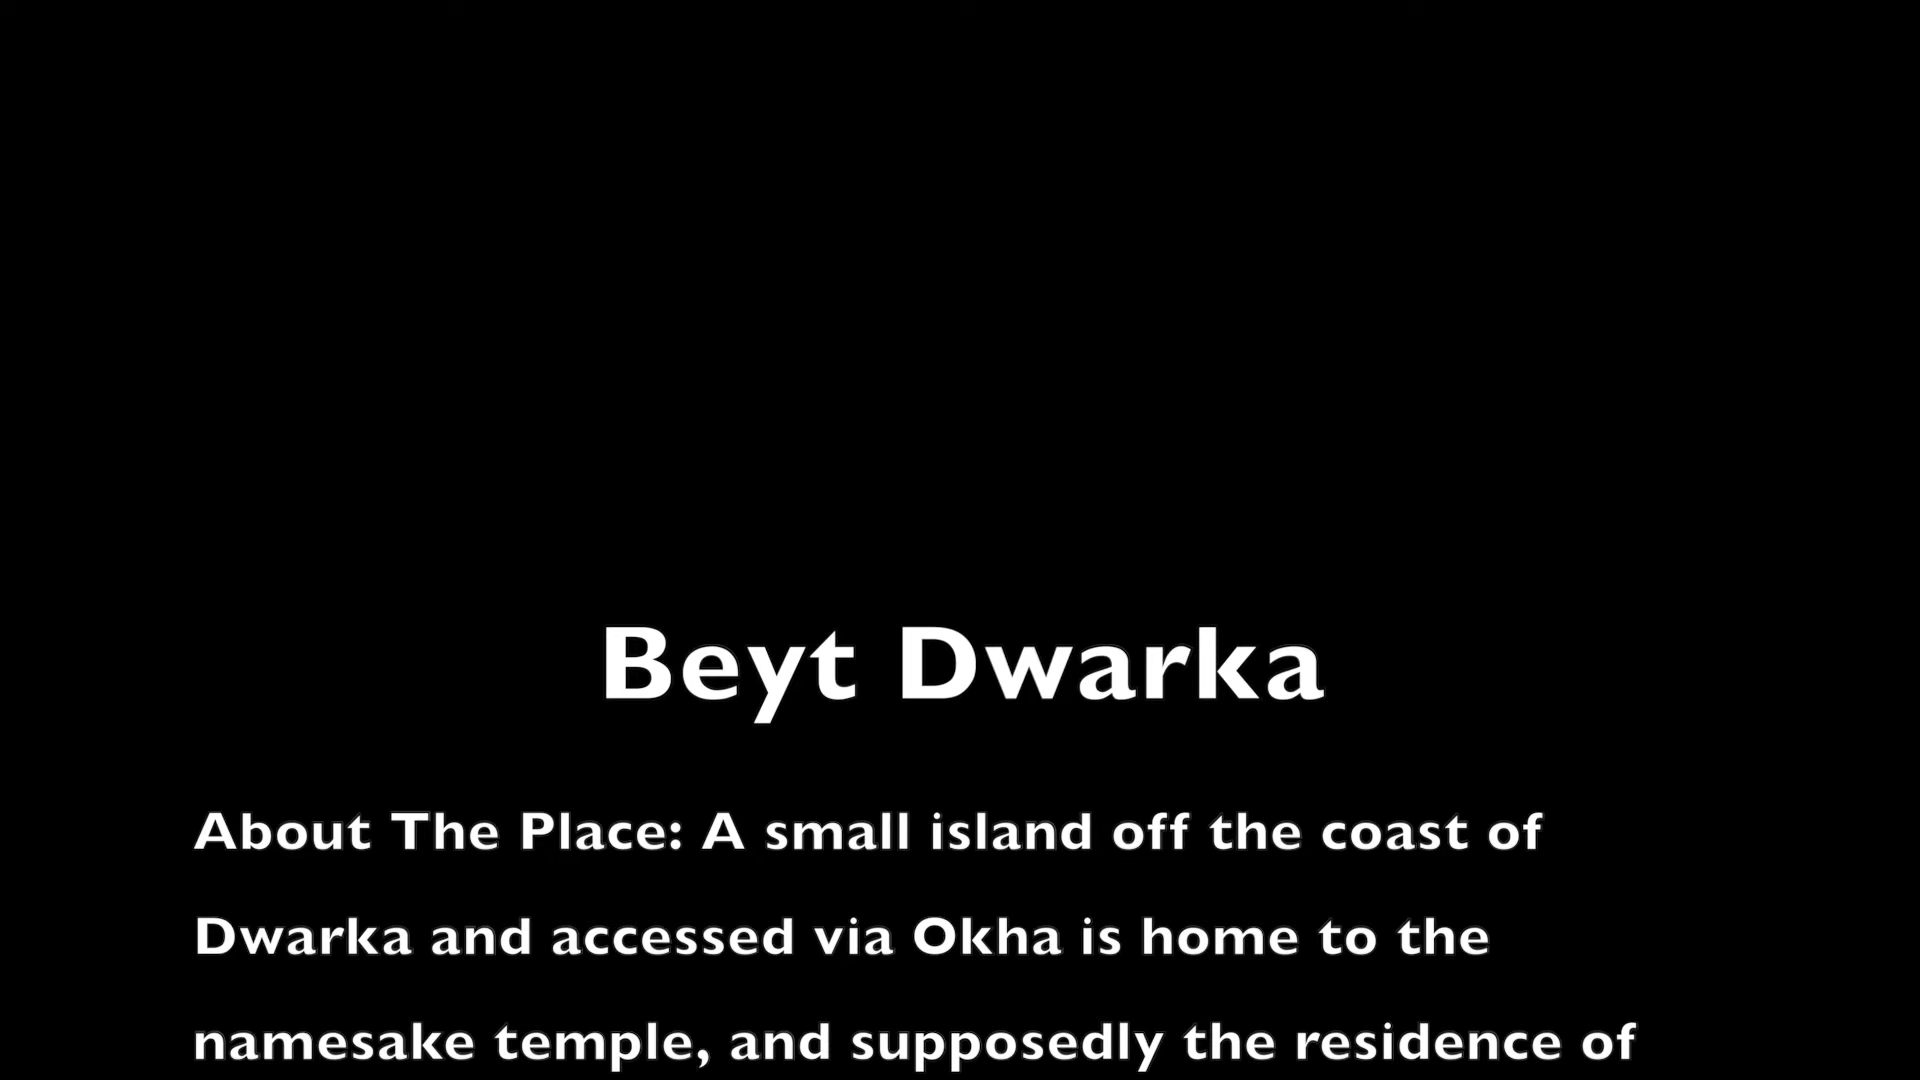 Beyt Dwarka
About The Place: A small island off the coast of
Dwarka and accessed via Okha is home to the
namesake temple, and supposedly the residence of